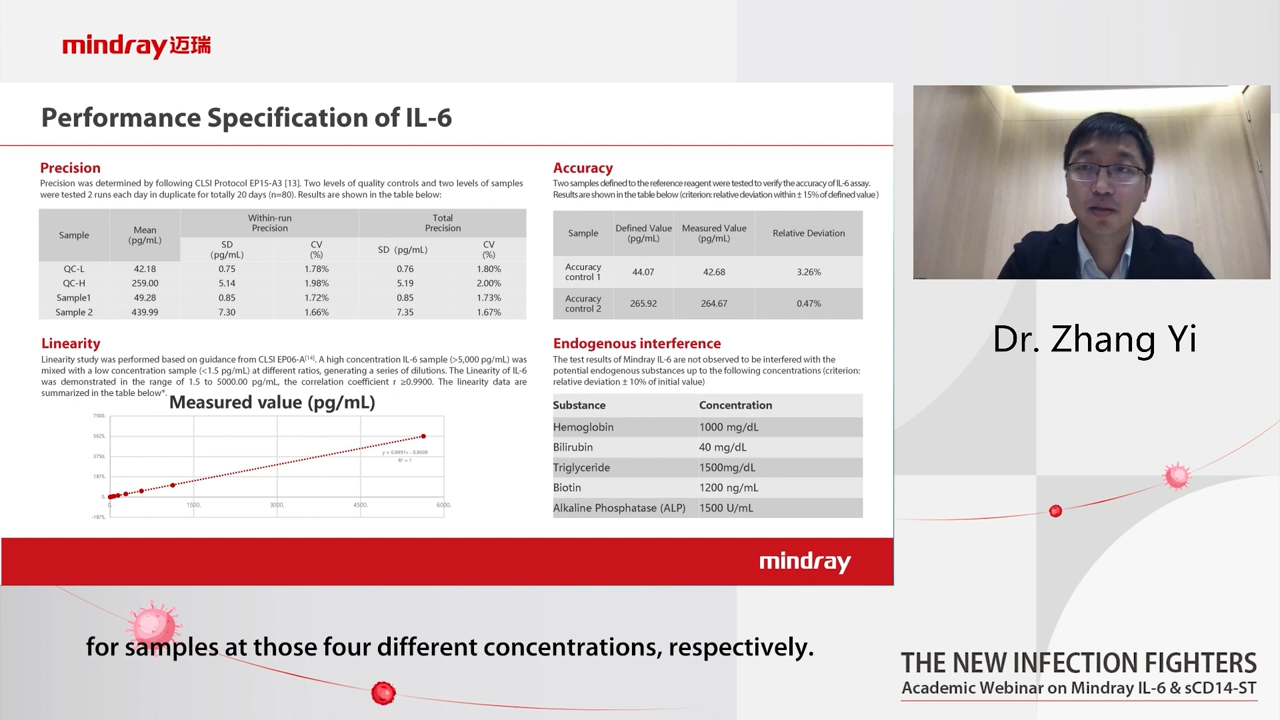 mindray迈瑞
Performance Specification of IL-6
Precision
Precision was determined by following CLSI Protocol EP15-A3 [13]. Two levels of quality controls and two levels of samples
were tested 2 runs each day in duplicate for totally 20 days (n=80). Results are shown in the table below:
Sample Mean (pg/mL) Within-run Precision Total Precision
SD (pg/mL) CV (%) SD (pg/mL) CV (%)
QC-L 42.18 0.75 1.78% 0.76 1.80%
QC-H 259.00 5.14 1.98% 5.19 2.00%
Sample1 49.28 0.85 1.72% 0.85 1.73%
Sample 2 439.99 7.30 1.66% 7.35 1.67%
Linearity
Linearity study was performed based on guidance from CLSI EP06-A[14]. A high concentration IL-6 sample (>5,000 pg/mL) was
mixed with a low concentration sample (<1.5 pg/mL) at different ratios, generating a series of dilutions. The Linearity of IL-6
was demonstrated in the range of 1.5 to 5000.00 pg/mL, the correlation coefficient r ≥0.9900. The linearity data are
summarized in the table below*.
Measured value (pg/mL)
7500.
5625.
3750.
1875.
0.
-1875.
0. 1500. 3000. 4500. 6000.
R² = 1
Accuracy
Two samples defined to the reference reagent were tested to verify the accuracy of IL-6 assay.
Results are shown in the table below (criterion: relative deviation within ± 15% of defined value )
Sample Defined Value (pg/mL) Measured Value (pg/mL) Relative Deviation
Accuracy control 1 44.07 42.68 3.26%
Accuracy control 2 265.92 264.67 0.47%
Endogenous interference
The test results of Mindray IL-6 are not observed to be interfered with the
potential endogenous substances up to the following concentrations (criterion:
relative deviation ± 10% of initial value)
Substance Concentration
Hemoglobin 1000 mg/dL
Bilirubin 40 mg/dL
Triglyceride 1500mg/dL
Biotin 1200 ng/mL
Alkaline Phosphatase (ALP) 1500 U/mL
mindray
Dr. Zhang Yi
for samples at those four different concentrations, respectively.
THE NEW INFECTION FIGHTERS
Academic Webinar on Mindray IL-6 & sCD14-ST